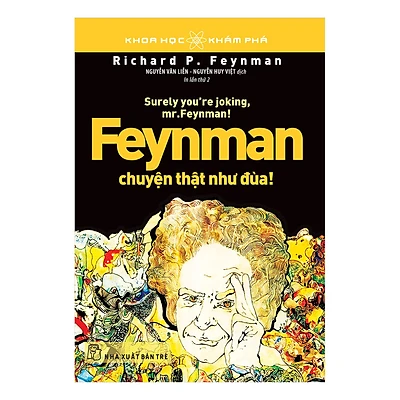 KHOA HỌC KHÁM PHÁ
Richard P. Feynman
NGUYỄN VĂN LIỄN - NGUYỄN HUY VIỆT dịch
In lần thứ 2
Surely you're joking,
mr.Feynman!
Feynman
chuyện thật như đùa!
NHÀ XUẤT BẢN TRẺ